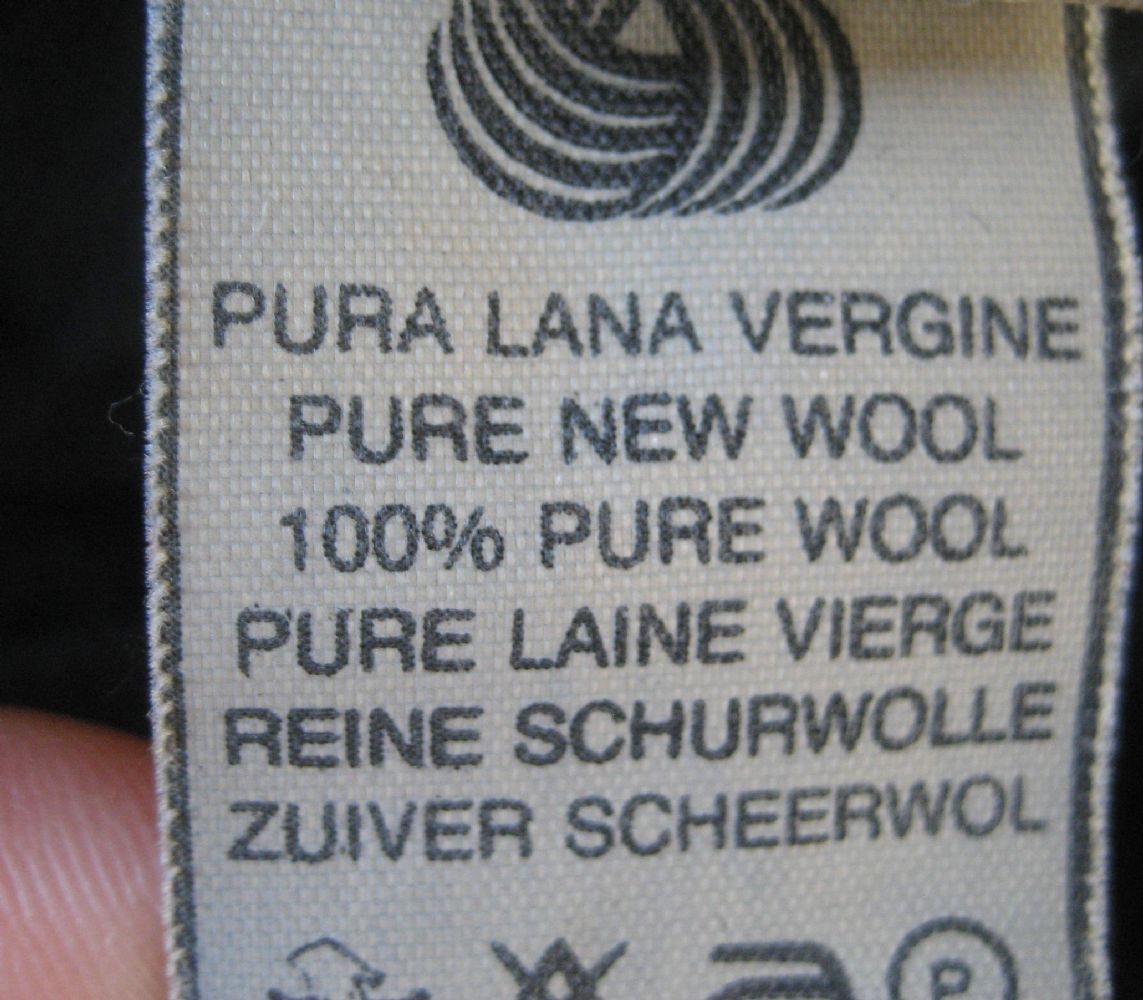 PURA LANA VERGINE
PURE NEW WOOL
100% PURE WOOL
PURE LAINE VIERGE
REINE SCHURWOLLE
ZUIVER SCHEERWOL
P